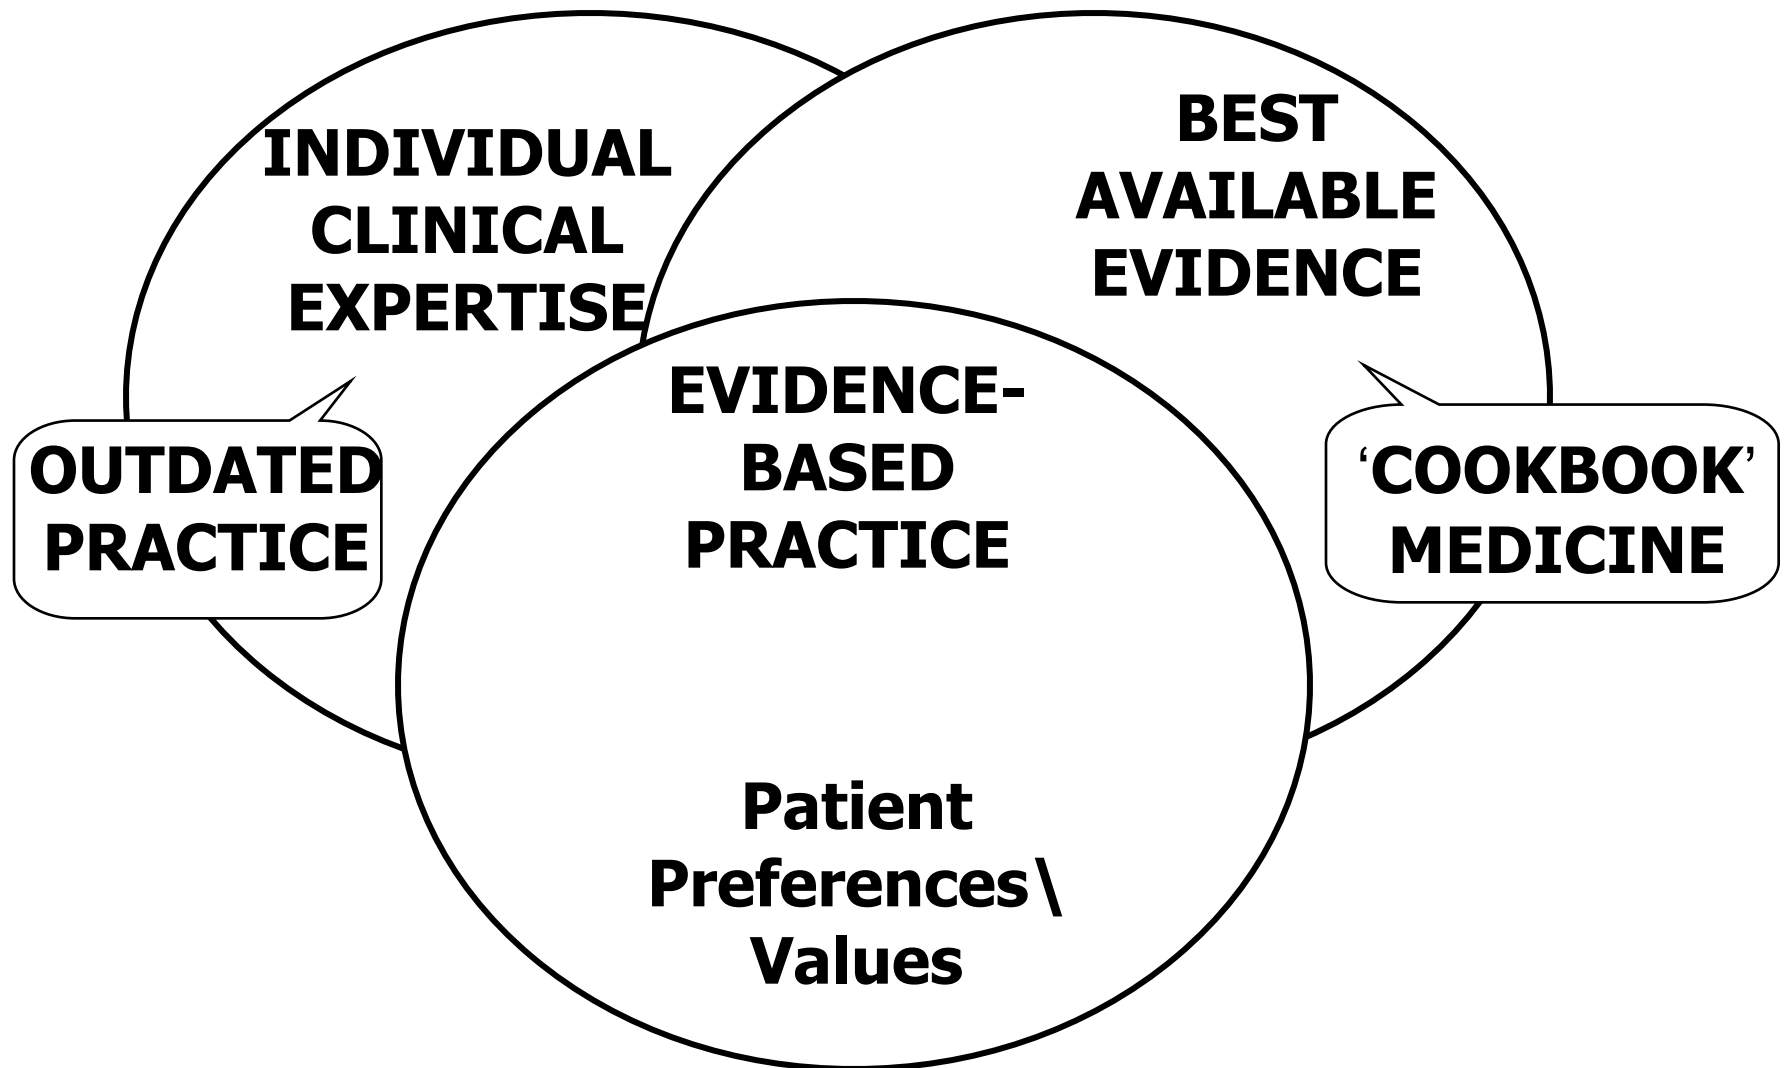 INDIVIDUAL
CLINICAL
EXPERTISE
BEST
AVAILABLE
EVIDENCE
EVIDENCE-
BASED
PRACTICE
OUTDATED
PRACTICE
‘COOKBOOK’
MEDICINE
Patient
Preferences\
Values